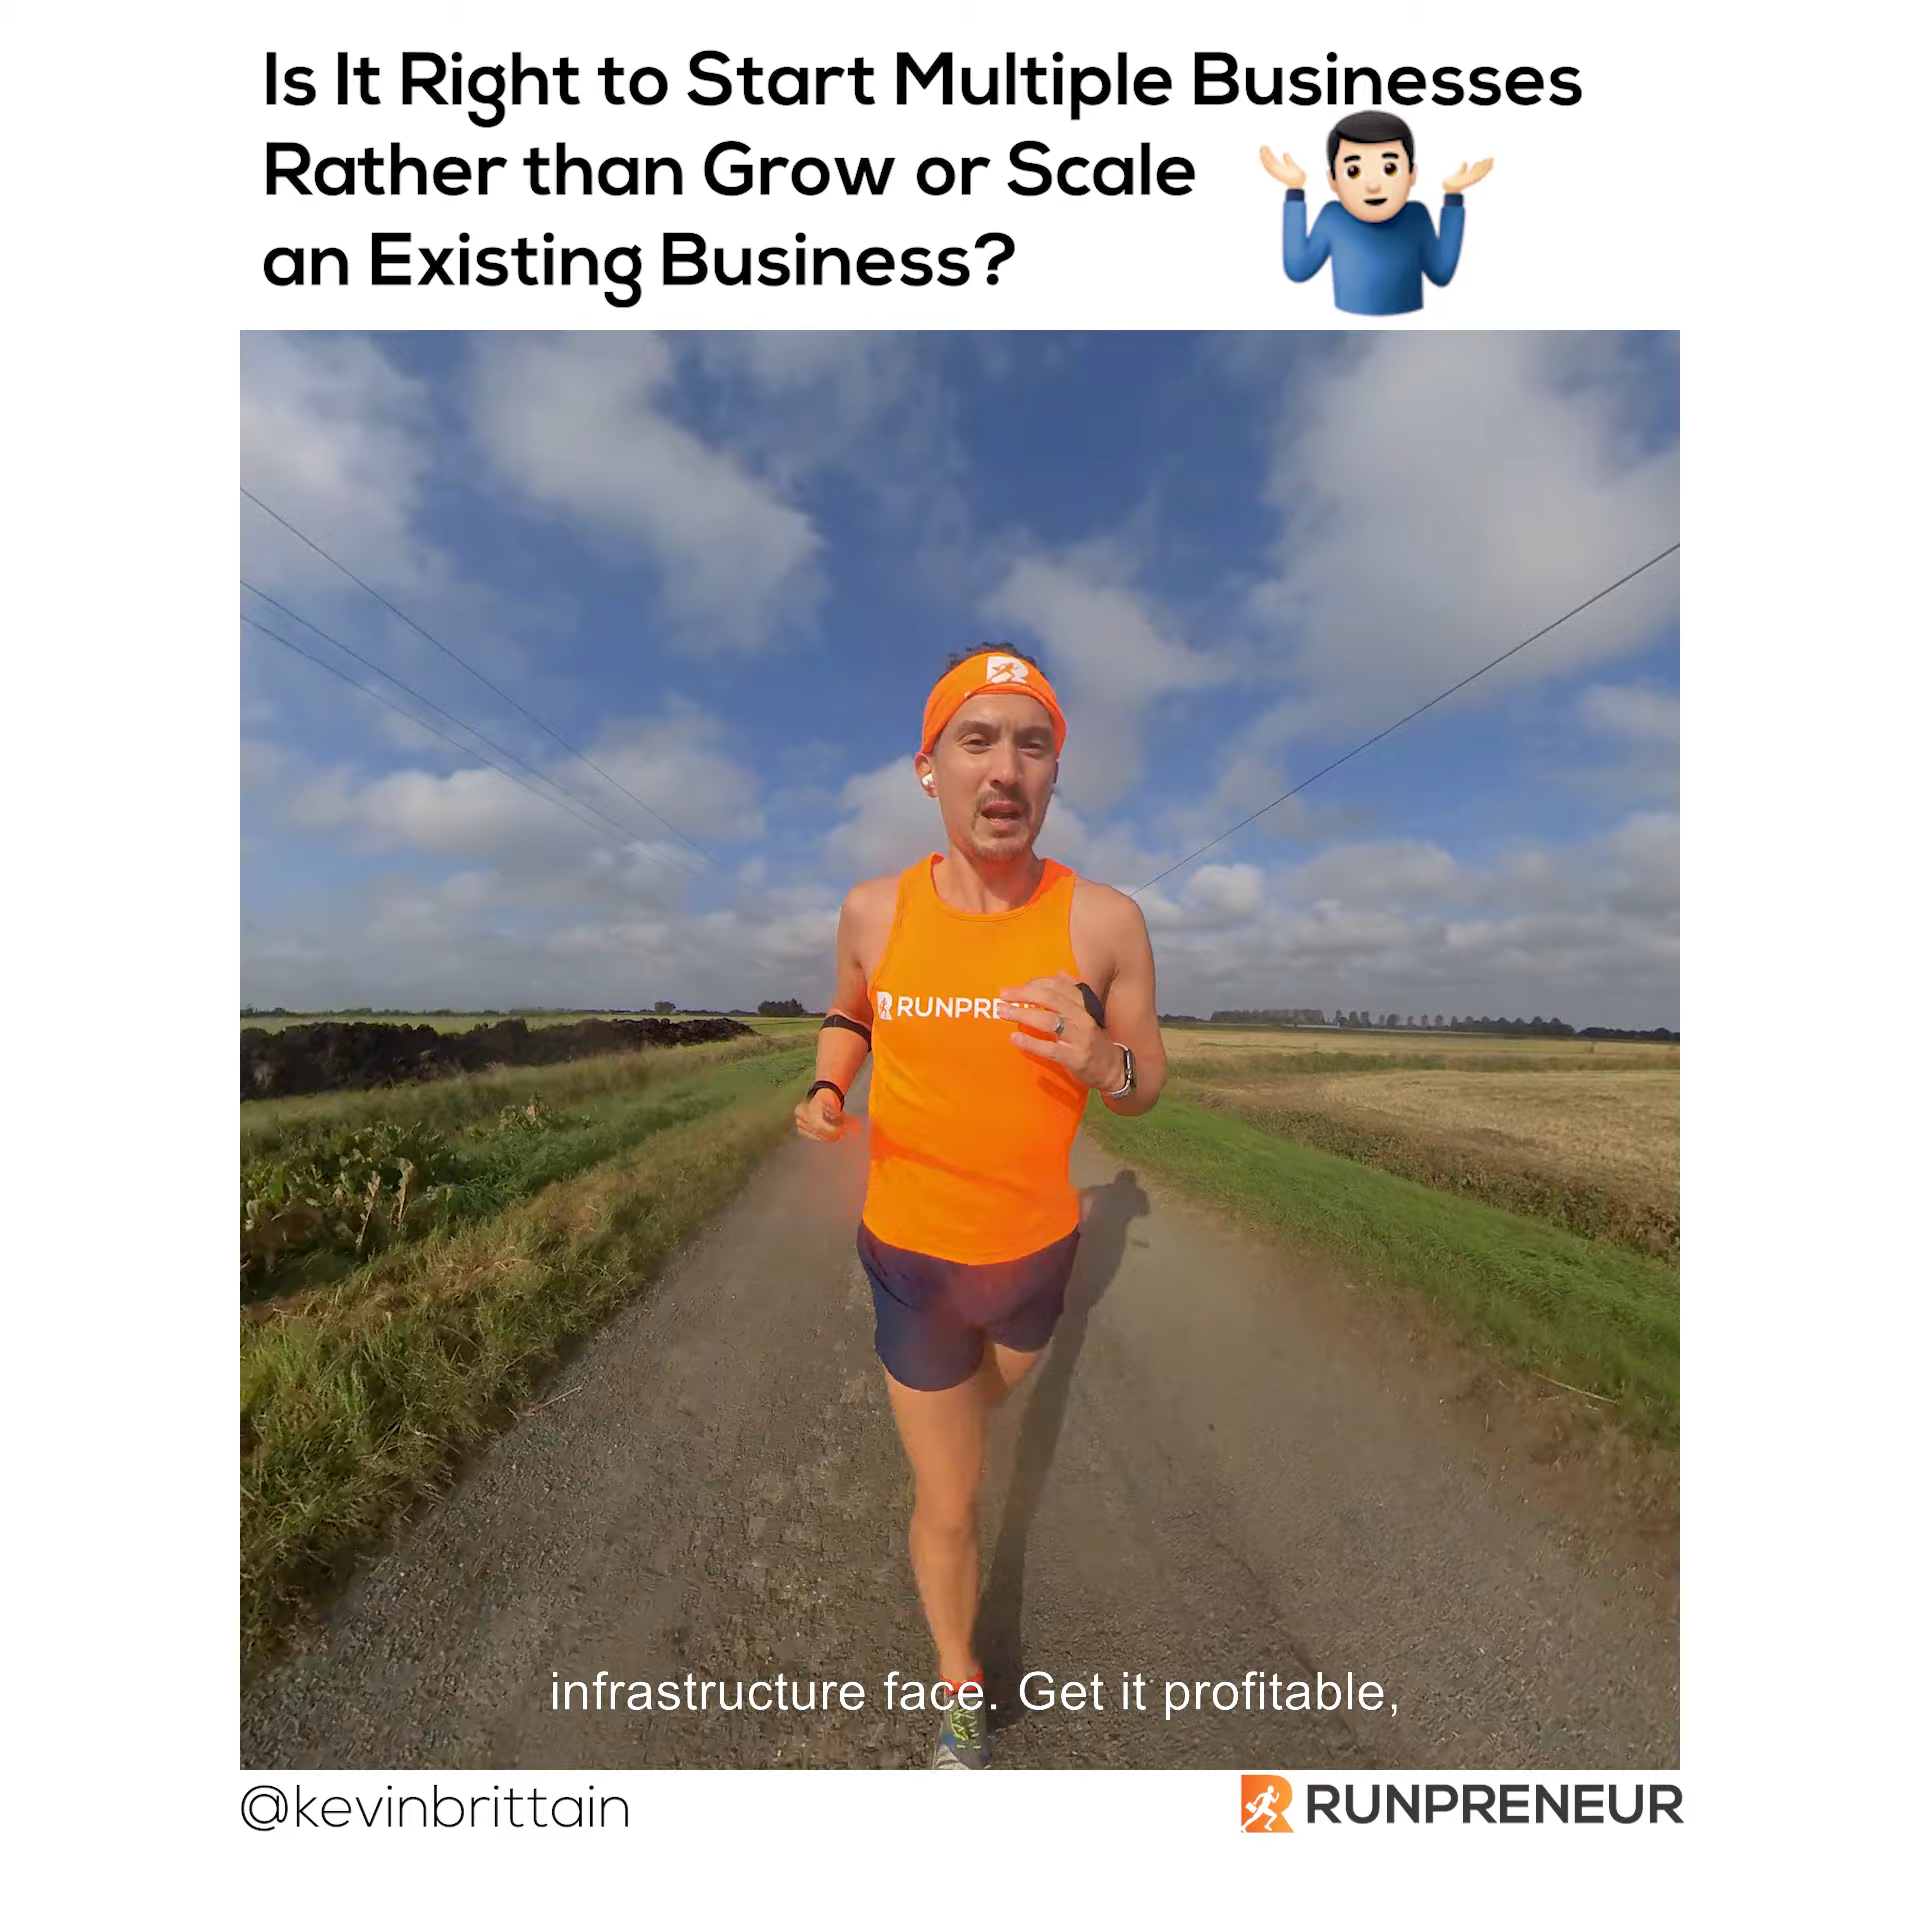 Is It Right to Start Multiple Businesses
Rather than Grow or Scale
an Existing Business?
RUNPRE
infrastructure face. Get it profitable,
@kevinbrittain
RUNPRENEUR